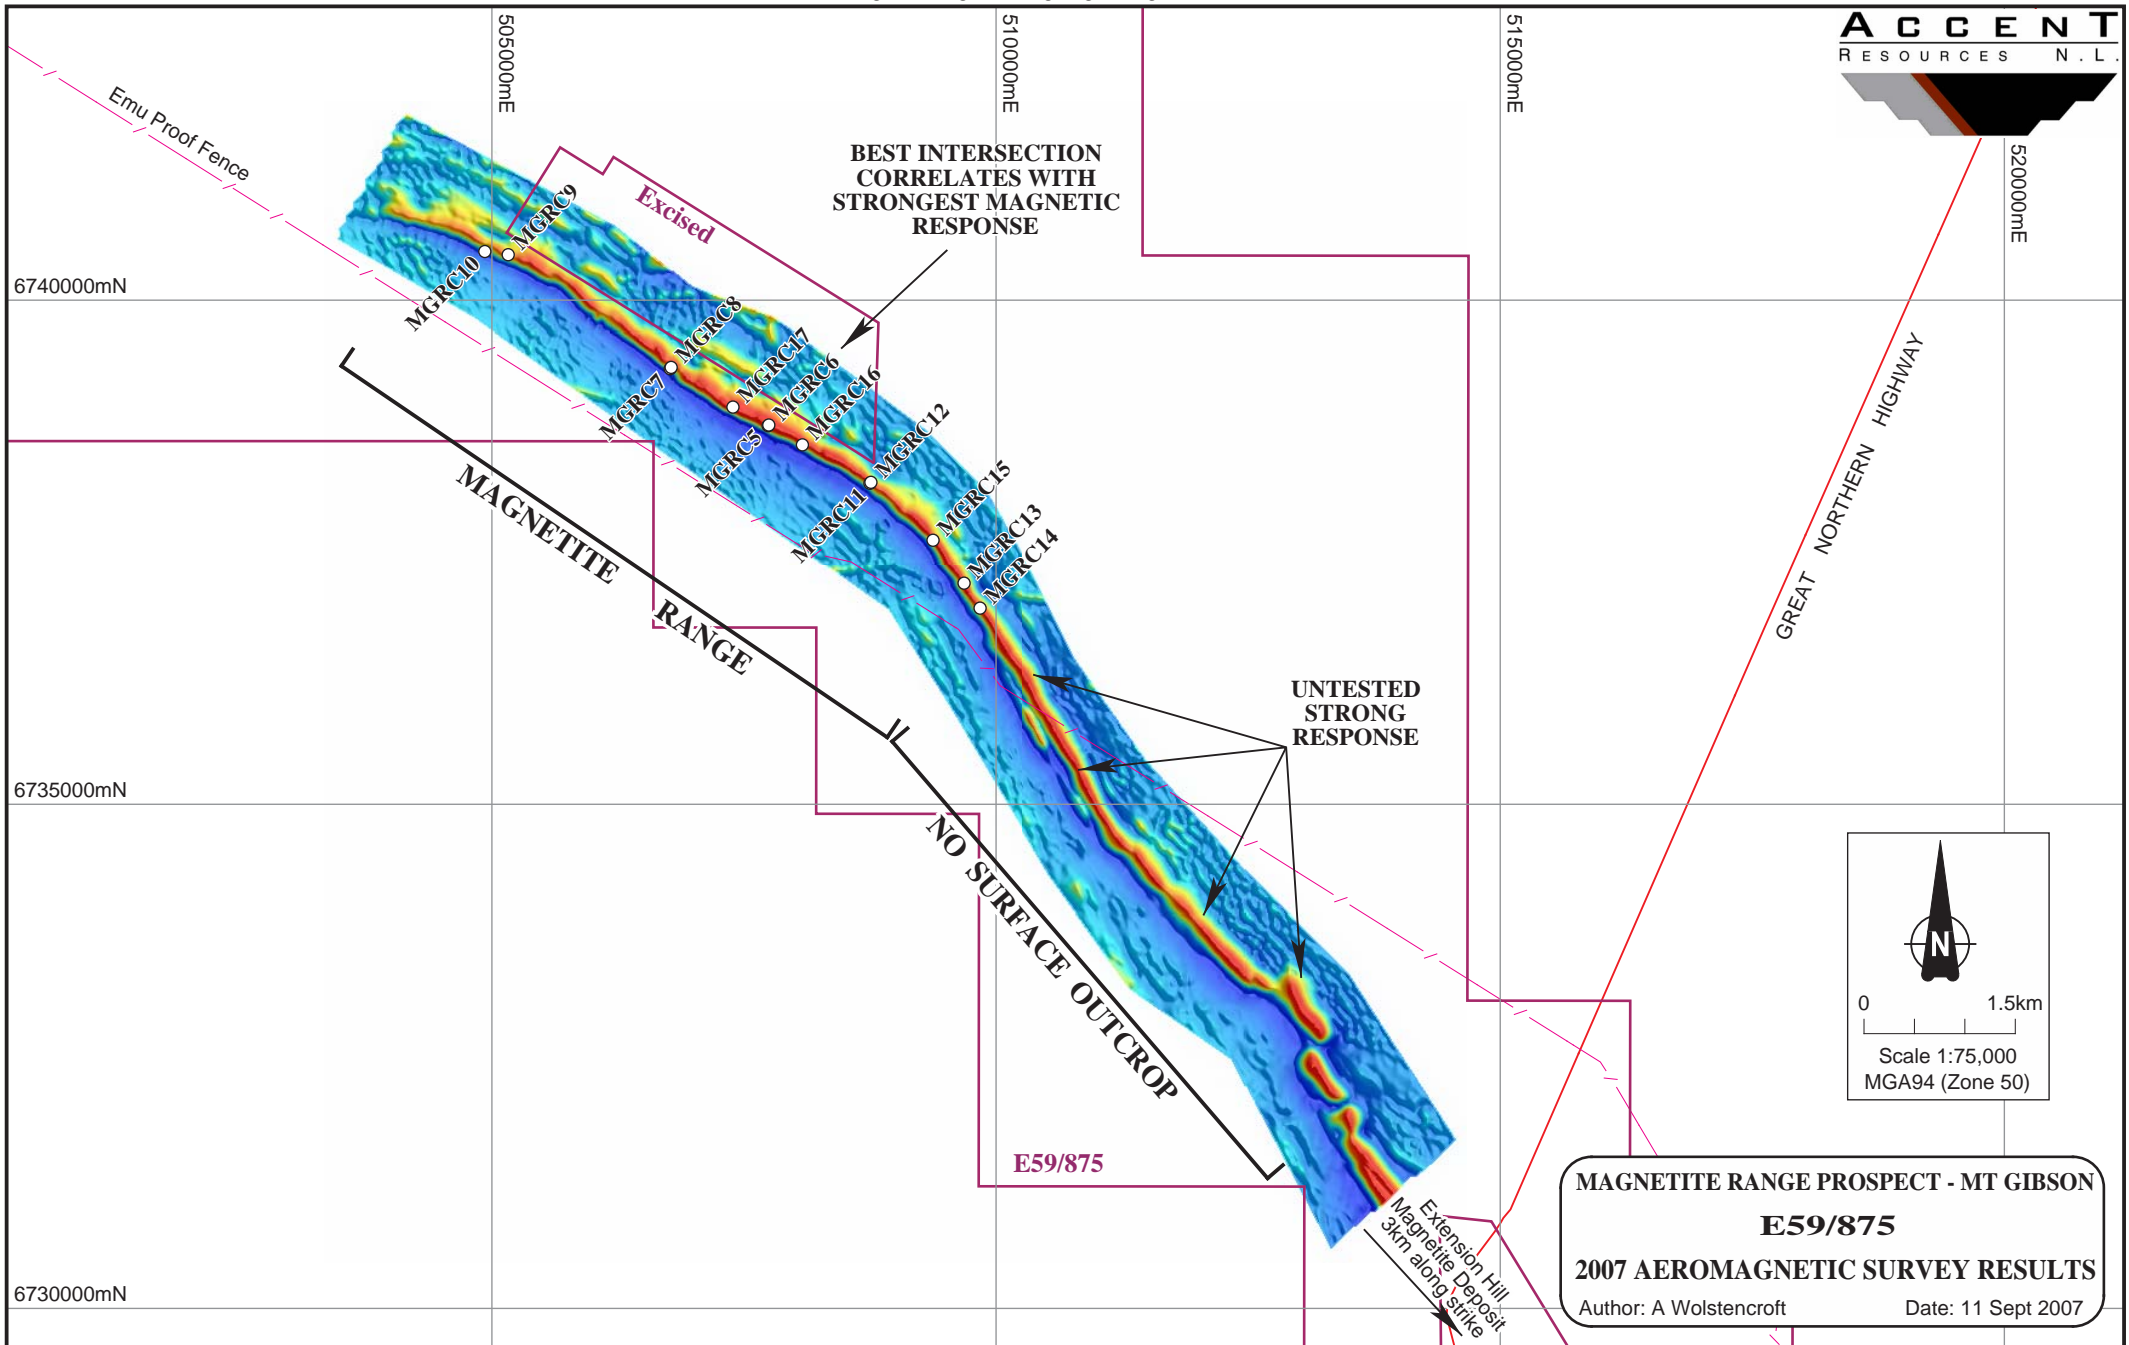 505000mE
510000mE
515000mE
520000mE
ACCENT
RESOURCES N.L.
Emu Proof Fence
BEST INTERSECTION
CORRELATES WITH
STRONGEST MAGNETIC
RESPONSE
Excised
MGRC9
MGRC10
6740000mN
MGRC8
MGRC17
MGRC6
MGRC16
MGRC7
MGRC5
MGRC12
MGRC11
MGRC15
MGRC13
MGRC14
GREAT NORTHERN HIGHWAY
MAGNETITE RANGE
UNTESTED
STRONG
RESPONSE
6735000mN
NO SURFACE OUTCROP
N
0 1.5km
Scale 1:75,000
MGA94 (Zone 50)
E59/875
Extension Hill
Magnetite Deposit
3km along strike
6730000mN
MAGNETITE RANGE PROSPECT - MT GIBSON
E59/875
2007 AEROMAGNETIC SURVEY RESULTS
Author: A Wolstencroft Date: 11 Sept 2007